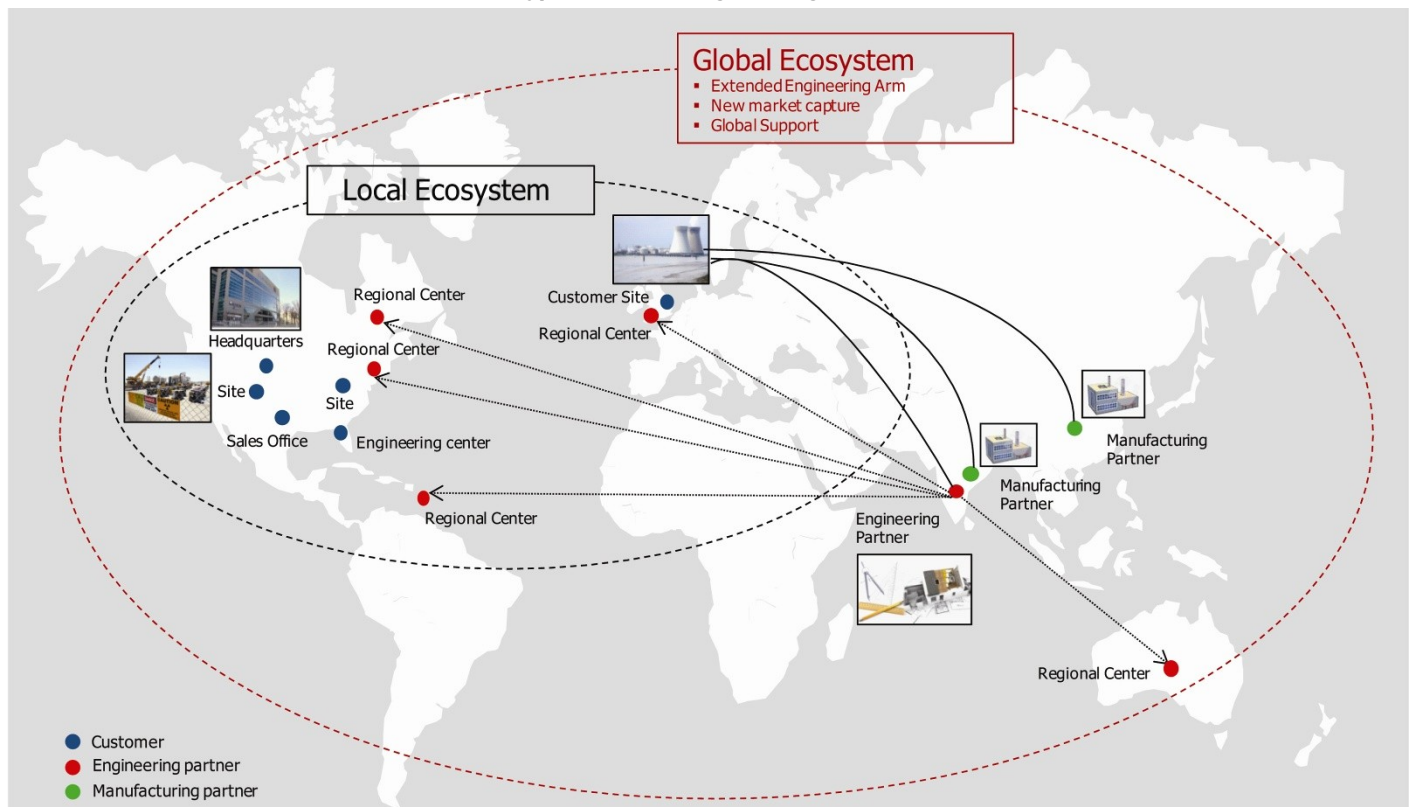 Global Ecosystem
▪ Extended Engineering Arm
▪ New market capture
▪ Global Support
Local Ecosystem
Headquarters
Site
Sales Office
Regional Center
Regional Center
Site
Engineering center
Regional Center
Customer Site
Regional Center
Engineering
Partner
Manufacturing
Partner
Manufacturing
Partner
Regional Center
Customer
Engineering partner
Manufacturing partner